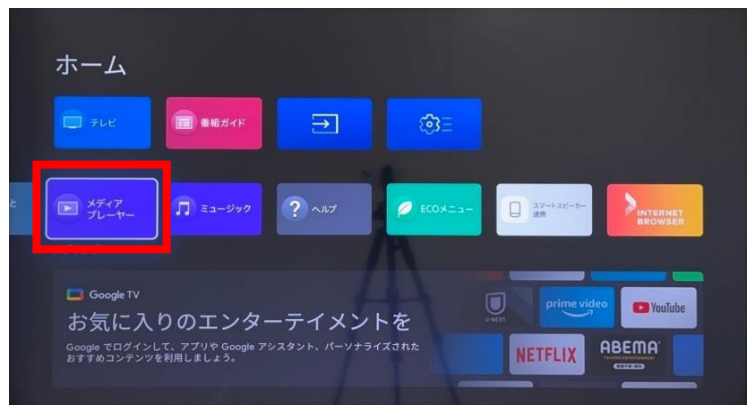 ホーム
テレビ
番組ガイド
と
メディア
プレーヤー
ミュージック
?
ヘルプ
ECOメニュー
スマートスピーカー
連携
INTERNET
BROWSER
Google TV
お気に入りのエンターテイメントを
Google でログインして、アプリや Google アシスタント、パーソナライズされた
おすすめコンテンツを利用しましょう。
U-NEXT
prime video
YouTube
NETFLIX
ABEMA